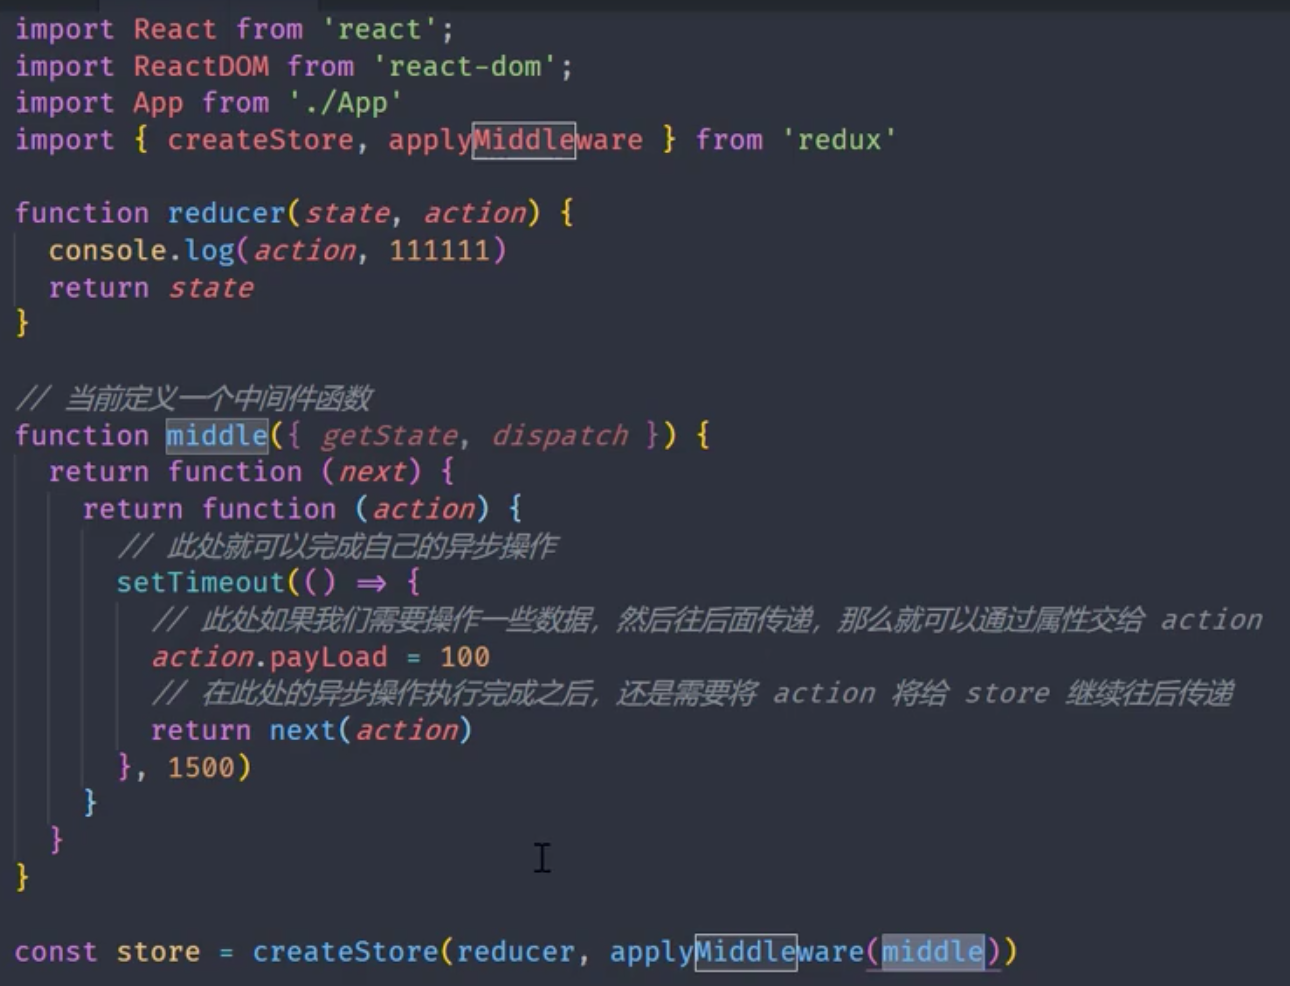 import React from 'react';
import ReactDOM from 'react-dom';
import App from './App'
import { createStore, applyMiddleware } from 'redux'
function reducer(state, action) {
console.log(action, 111111)
return state
}
// 当前定义一个中间件函数
function middle({ getState, dispatch }) {
return function (next) {
return function (action) {
// 此处就可以完成自己的异步操作
setTimeout(() => {
// 此处如果我们需要操作一些数据，然后往后面传递，那么就可以通过属性交给 action
action.payLoad = 100
// 在此处的异步操作执行完成之后，还是需要将 action 将给 store 继续往后传递
return next(action)
}, 1500)
}
}
}
const store = createStore(reducer, applyMiddleware(middle))